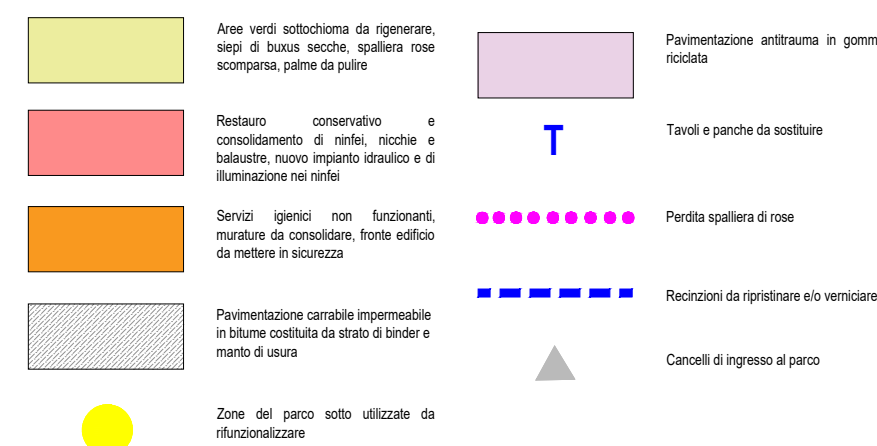 Aree verdi sottochioma da rigenerare,
siepi di buxus secche, spalliera rose
scomparsa, palme da pulire
Restauro conservativo e
consolidamento di ninfei, nicchie e
balaustre, nuovo impianto idraulico e di
illuminazione nei ninfei
Servizi igienici non funzionanti,
murature da consolidare, fronte edificio
da mettere in sicurezza
Pavimentazione carrabile impermeabile
in bitume costituita da strato di binder e
manto di usura
Zone del parco sotto utilizzate da
rifunzionalizzare
Pavimentazione antitrauma in gomm
riciclata
T
Tavoli e panche da sostituire
Perdita spalliera di rose
Recinzioni da ripristinare e/o verniciare
Cancelli di ingresso al parco